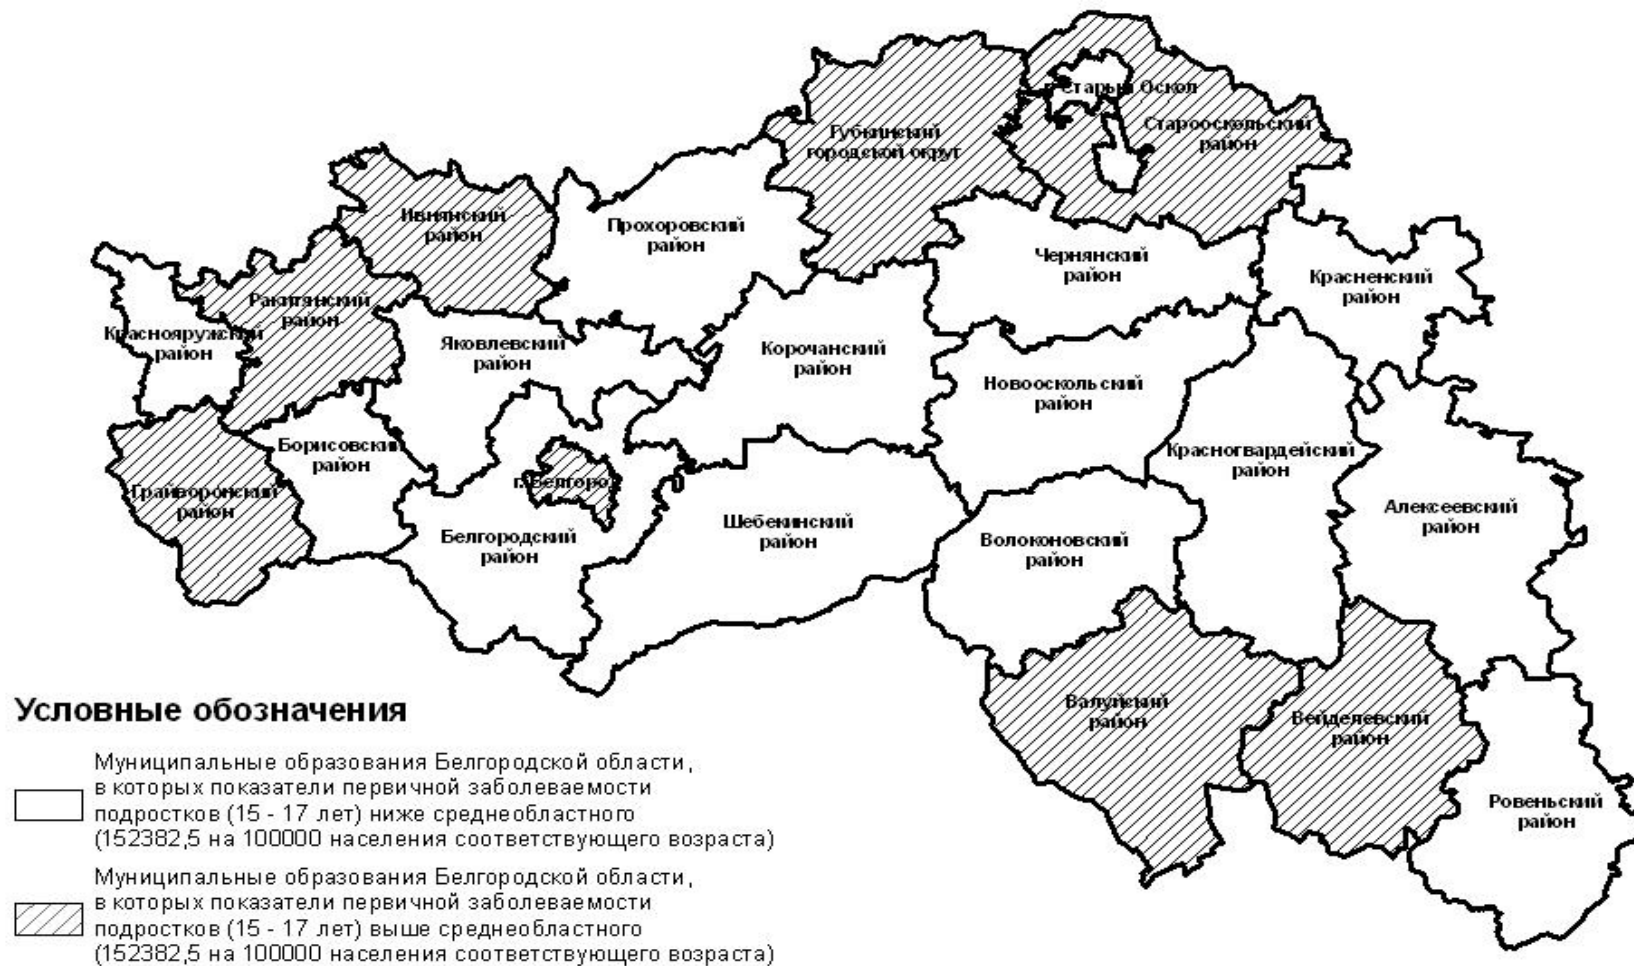 г. Старый Оскол
Старооскольский
район
Губкинский
городской округ
Ивнянский
район
Прохоровский
район
Чернянский
район
Красненский
район
Ракитянский
район
Краснояружский
район
Яковлевский
район
Корочанский
район
Новооскольский
район
Борисовский
район
Красногвардейский
район
Грайворонский
район
г. Белгород
Белгородский
район
Шебекинский
район
Волоконовский
район
Алексеевский
район
Валуйский
район
Вейделевский
район
Ровеньский
район
Условные обозначения
Муниципальные образования Белгородской области,
в которых показатели первичной заболеваемости
подростков (15 - 17 лет) ниже среднеобластного
(152382,5 на 100000 населения соответствующего возраста)
Муниципальные образования Белгородской области,
в которых показатели первичной заболеваемости
подростков (15 - 17 лет) выше среднеобластного
(152382,5 на 100000 населения соответствующего возраста)